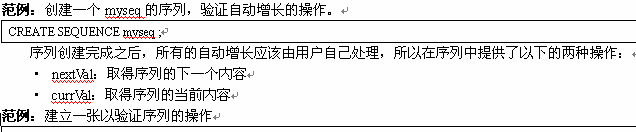 范例：创建一个 myseq 的序列，验证自动增长的操作。
CREATE SEQUENCE myseq ;
序列创建完成之后，所有的自动增长应该由用户自己处理，所以在序列中提供了以下的两种操作：
· nextVal：取得序列的下一个内容
· currVal：取得序列的当前内容
范例：建立一张以验证序列的操作